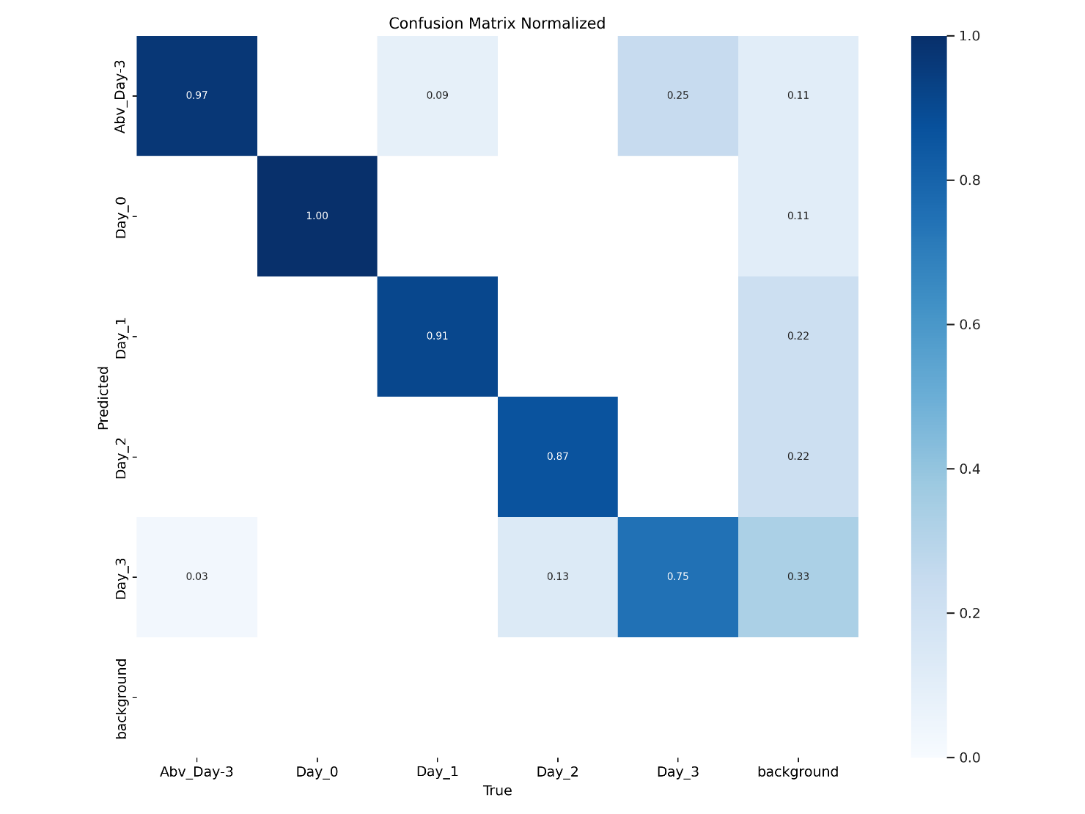 Confusion Matrix Normalized
Abv_Day-3
0.97
0.09
0.25
0.11
Day_0
1.00
0.11
Day_1
0.91
0.22
Day_2
0.87
0.22
Day_3
0.03
0.13
0.75
0.33
background
Predicted
Abv_Day-3
Day_0
Day_1
Day_2
Day_3
background
True
1.0
0.8
0.6
0.4
0.2
0.0